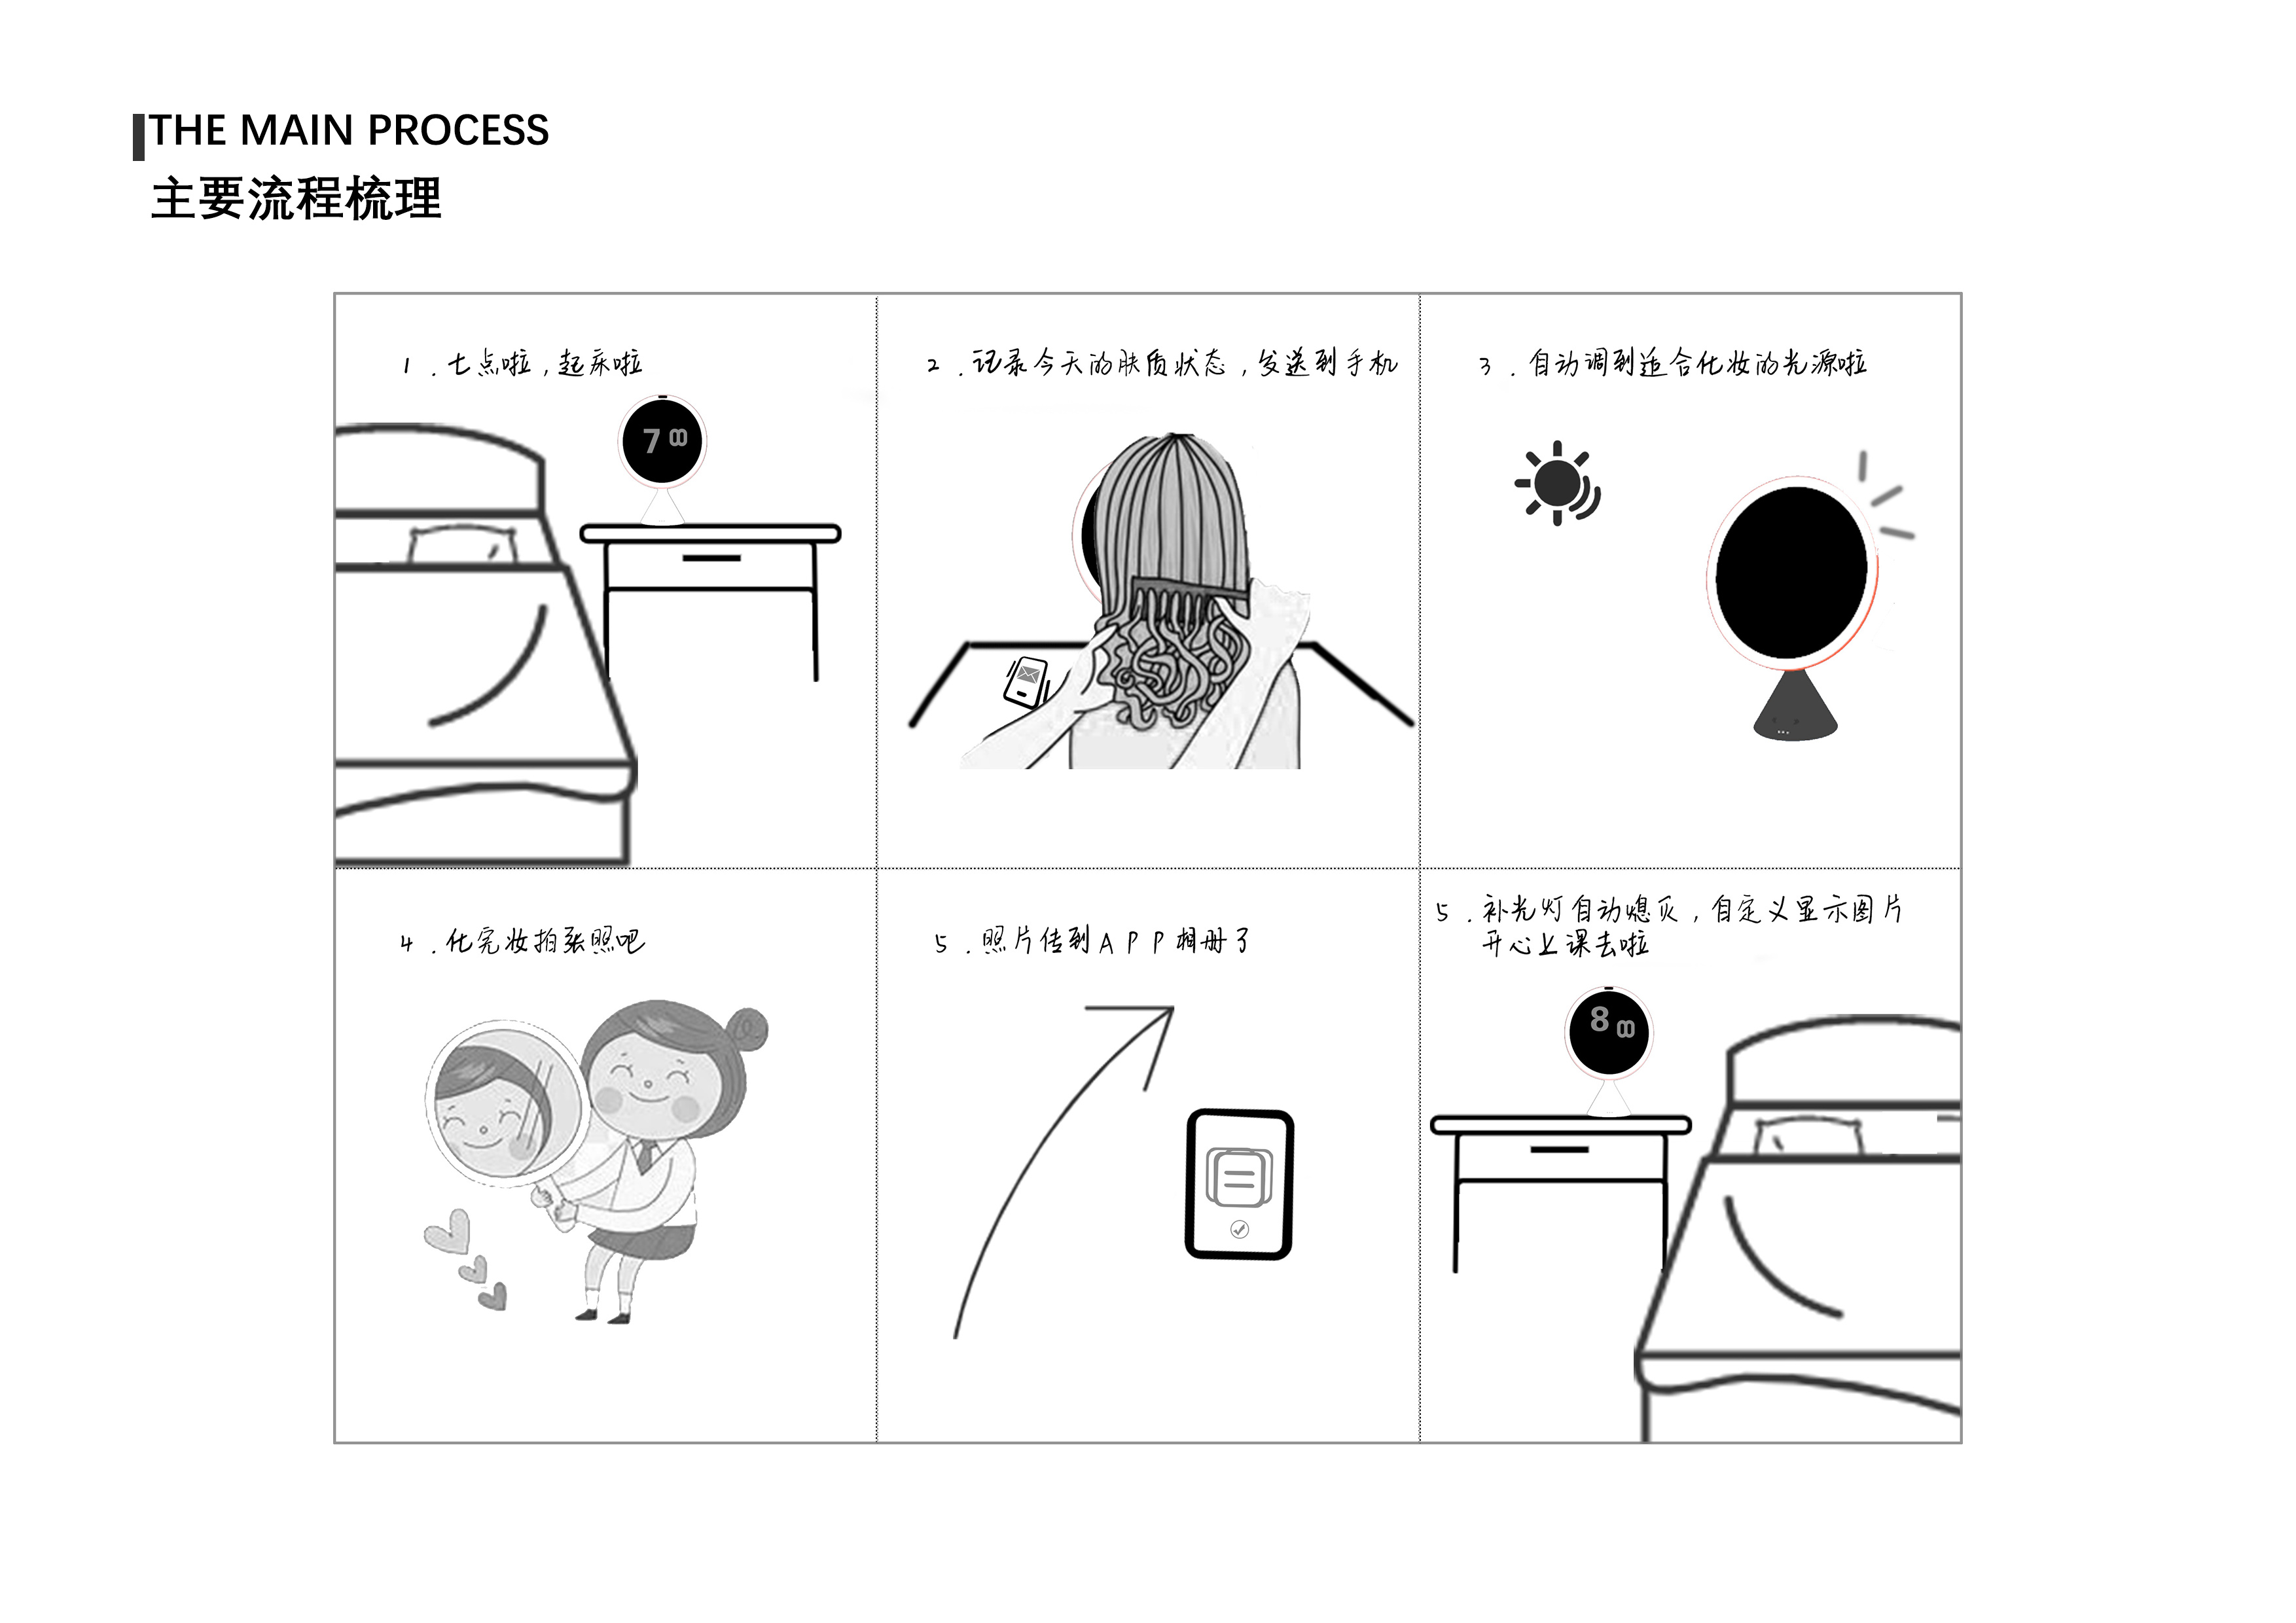 THE MAIN PROCESS
主要流程梳理
1.七点啦,起床啦
7 00
2.记录今天的肤质状态,发送到手机
3.自动调到适合化妆的光源啦
4.化完妆拍张照吧
5.照片传到APP相册了
5.补光灯自动熄灭,自定义显示图片
开心上课去啦
8 00